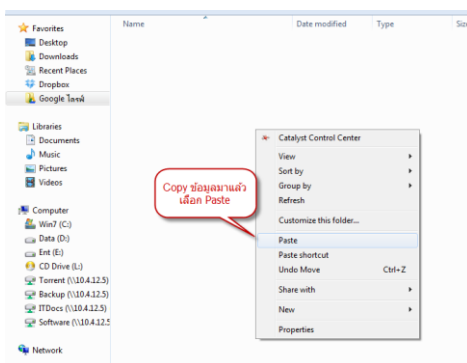 Name Date modified Type Size
Favorites
Desktop
Downloads
Recent Places
Dropbox
Google ไดรฟ์
Libraries
Documents
Music
Pictures
Videos
Computer
Win7 (C:)
Data (D:)
Ent (E:)
CD Drive (L:)
Torrent (\\10.4.12.5)
Backup (\\10.4.12.5)
ITDocs (\\10.4.12.5)
Software (\\10.4.12.5
Network
Copy ข้อมูลมาแล้ว
เลือก Paste
Catalyst Control Center
View
Sort by
Group by
Refresh
Customize this folder...
Paste
Paste shortcut
Undo Move Ctrl+Z
Share with
New
Properties